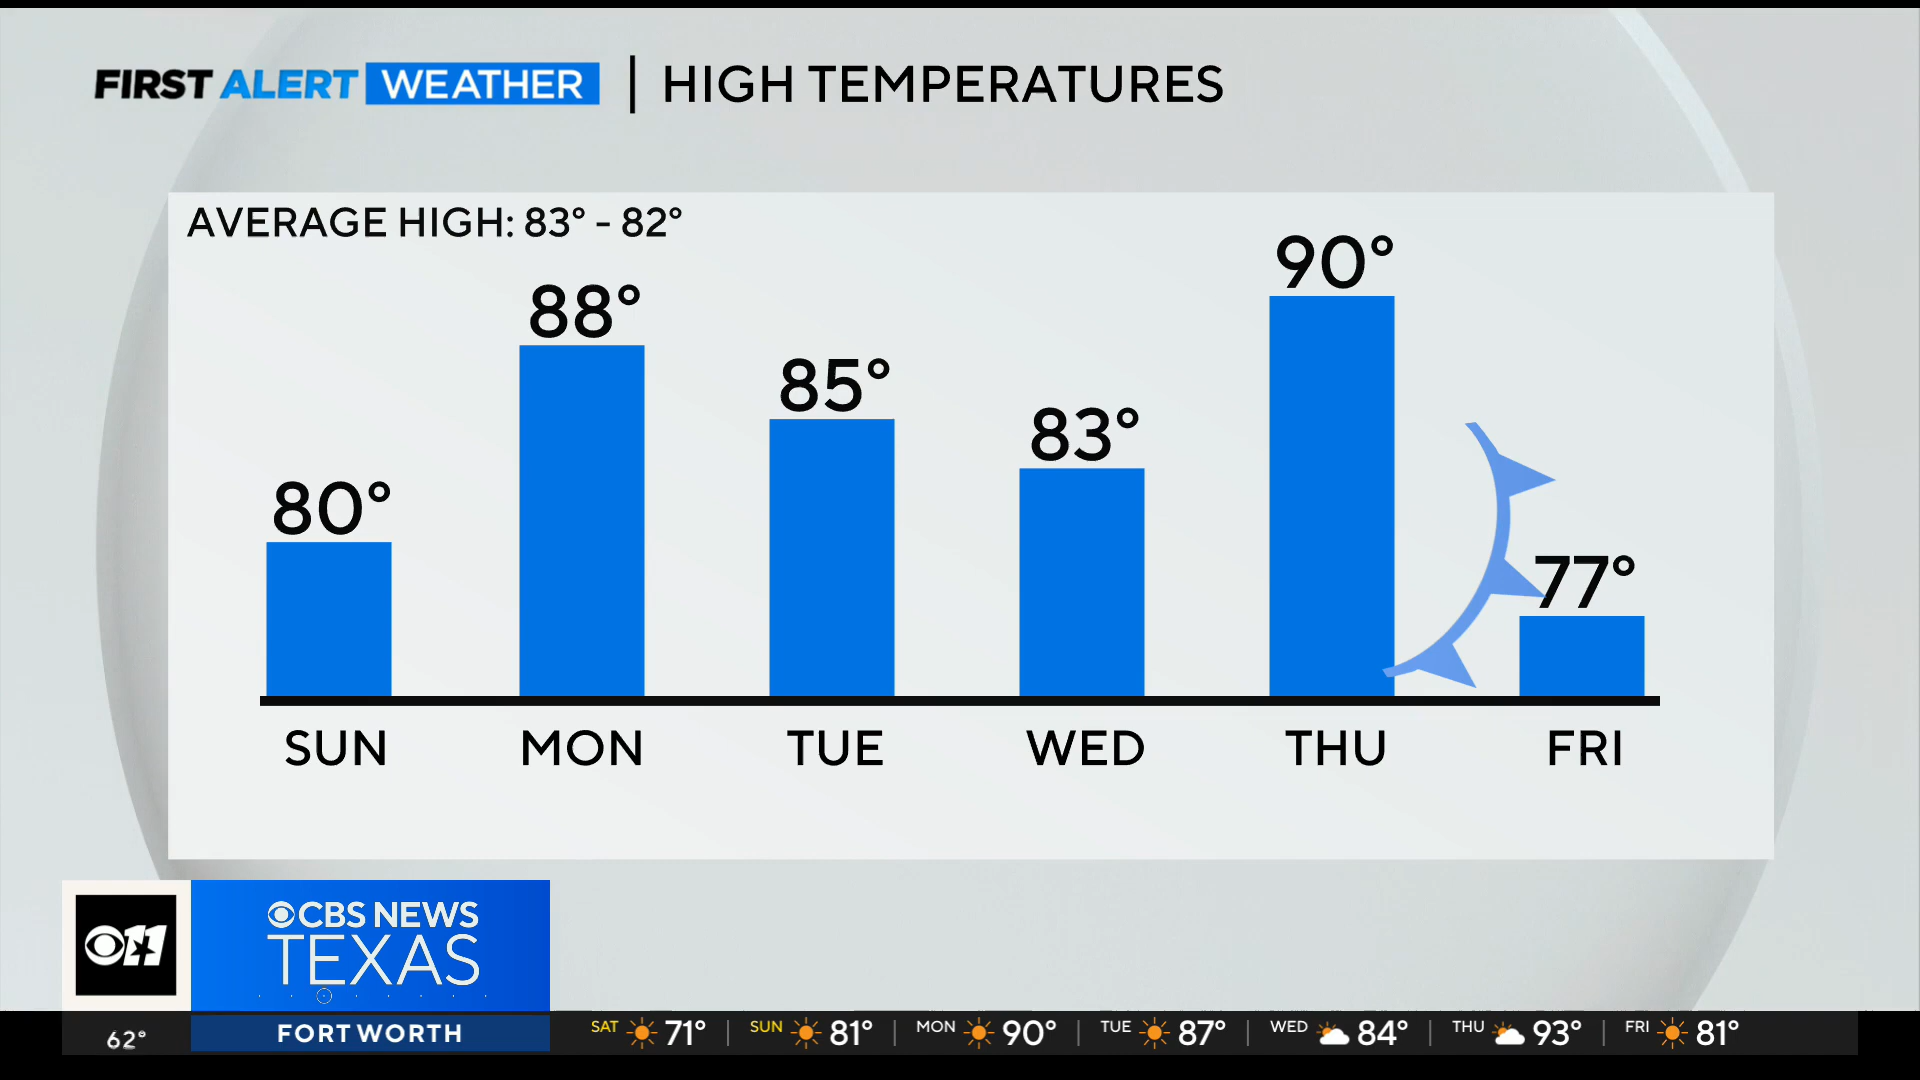 FIRST ALERT WEATHER | HIGH TEMPERATURES
AVERAGE HIGH: 83° - 82°
80° 88° 85° 83° 90° 77°
SUN MON TUE WED THU FRI
11
CBS NEWS
TEXAS
62° FORT WORTH SAT 71° | SUN 81° | MON 90° | TUE 87° | WED 84° | THU 93° | FRI 81°